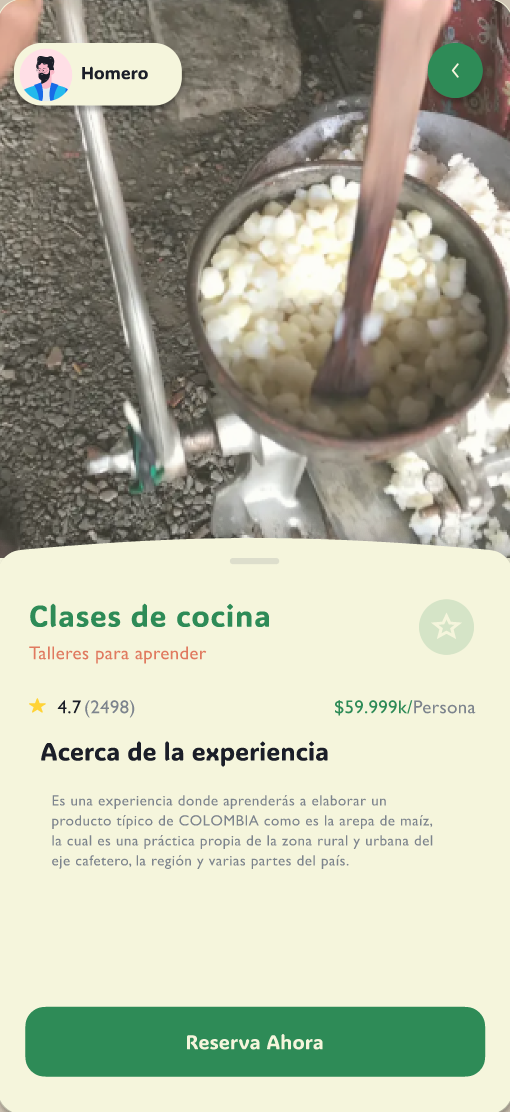 Homero
Clases de cocina
Talleres para aprender
4.7 (2498)
$59.999k/Persona
Acerca de la experiencia
Es una experiencia donde aprenderás a elaborar un
producto típico de COLOMBIA como es la arepa de maíz,
la cual es una práctica propia de la zona rural y urbana del
eje cafetero, la región y varias partes del país.
Reserva Ahora